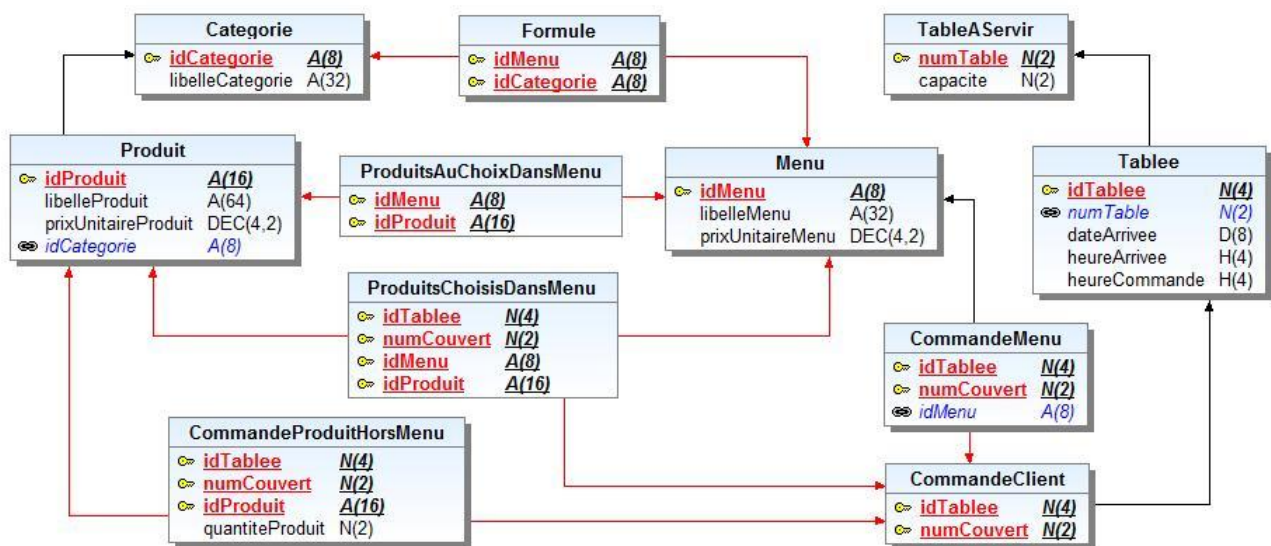 Categorie
idCategorie A(8)
libelleCategorie A(32)
Formule
idMenu A(8)
idCategorie A(8)
TableAServir
numTable N(2)
capacite N(2)
Produit
idProduit A(16)
libelleProduit A(64)
prixUnitaireProduit DEC(4,2)
idCategorie A(8)
ProduitsAuChoixDansMenu
idMenu A(8)
idProduit A(16)
Menu
idMenu A(8)
libelleMenu A(32)
prixUnitaireMenu DEC(4,2)
Tablee
idTablee N(4)
numTable N(2)
dateArrivee D(8)
heureArrivee H(4)
heureCommande H(4)
ProduitsChoisisDansMenu
idTablee N(4)
numCouvert N(2)
idMenu A(8)
idProduit A(16)
CommandeMenu
idTablee N(4)
numCouvert N(2)
idMenu A(8)
CommandeProduitHorsMenu
idTablee N(4)
numCouvert N(2)
idProduit A(16)
quantiteProduit N(2)
CommandeClient
idTablee N(4)
numCouvert N(2)